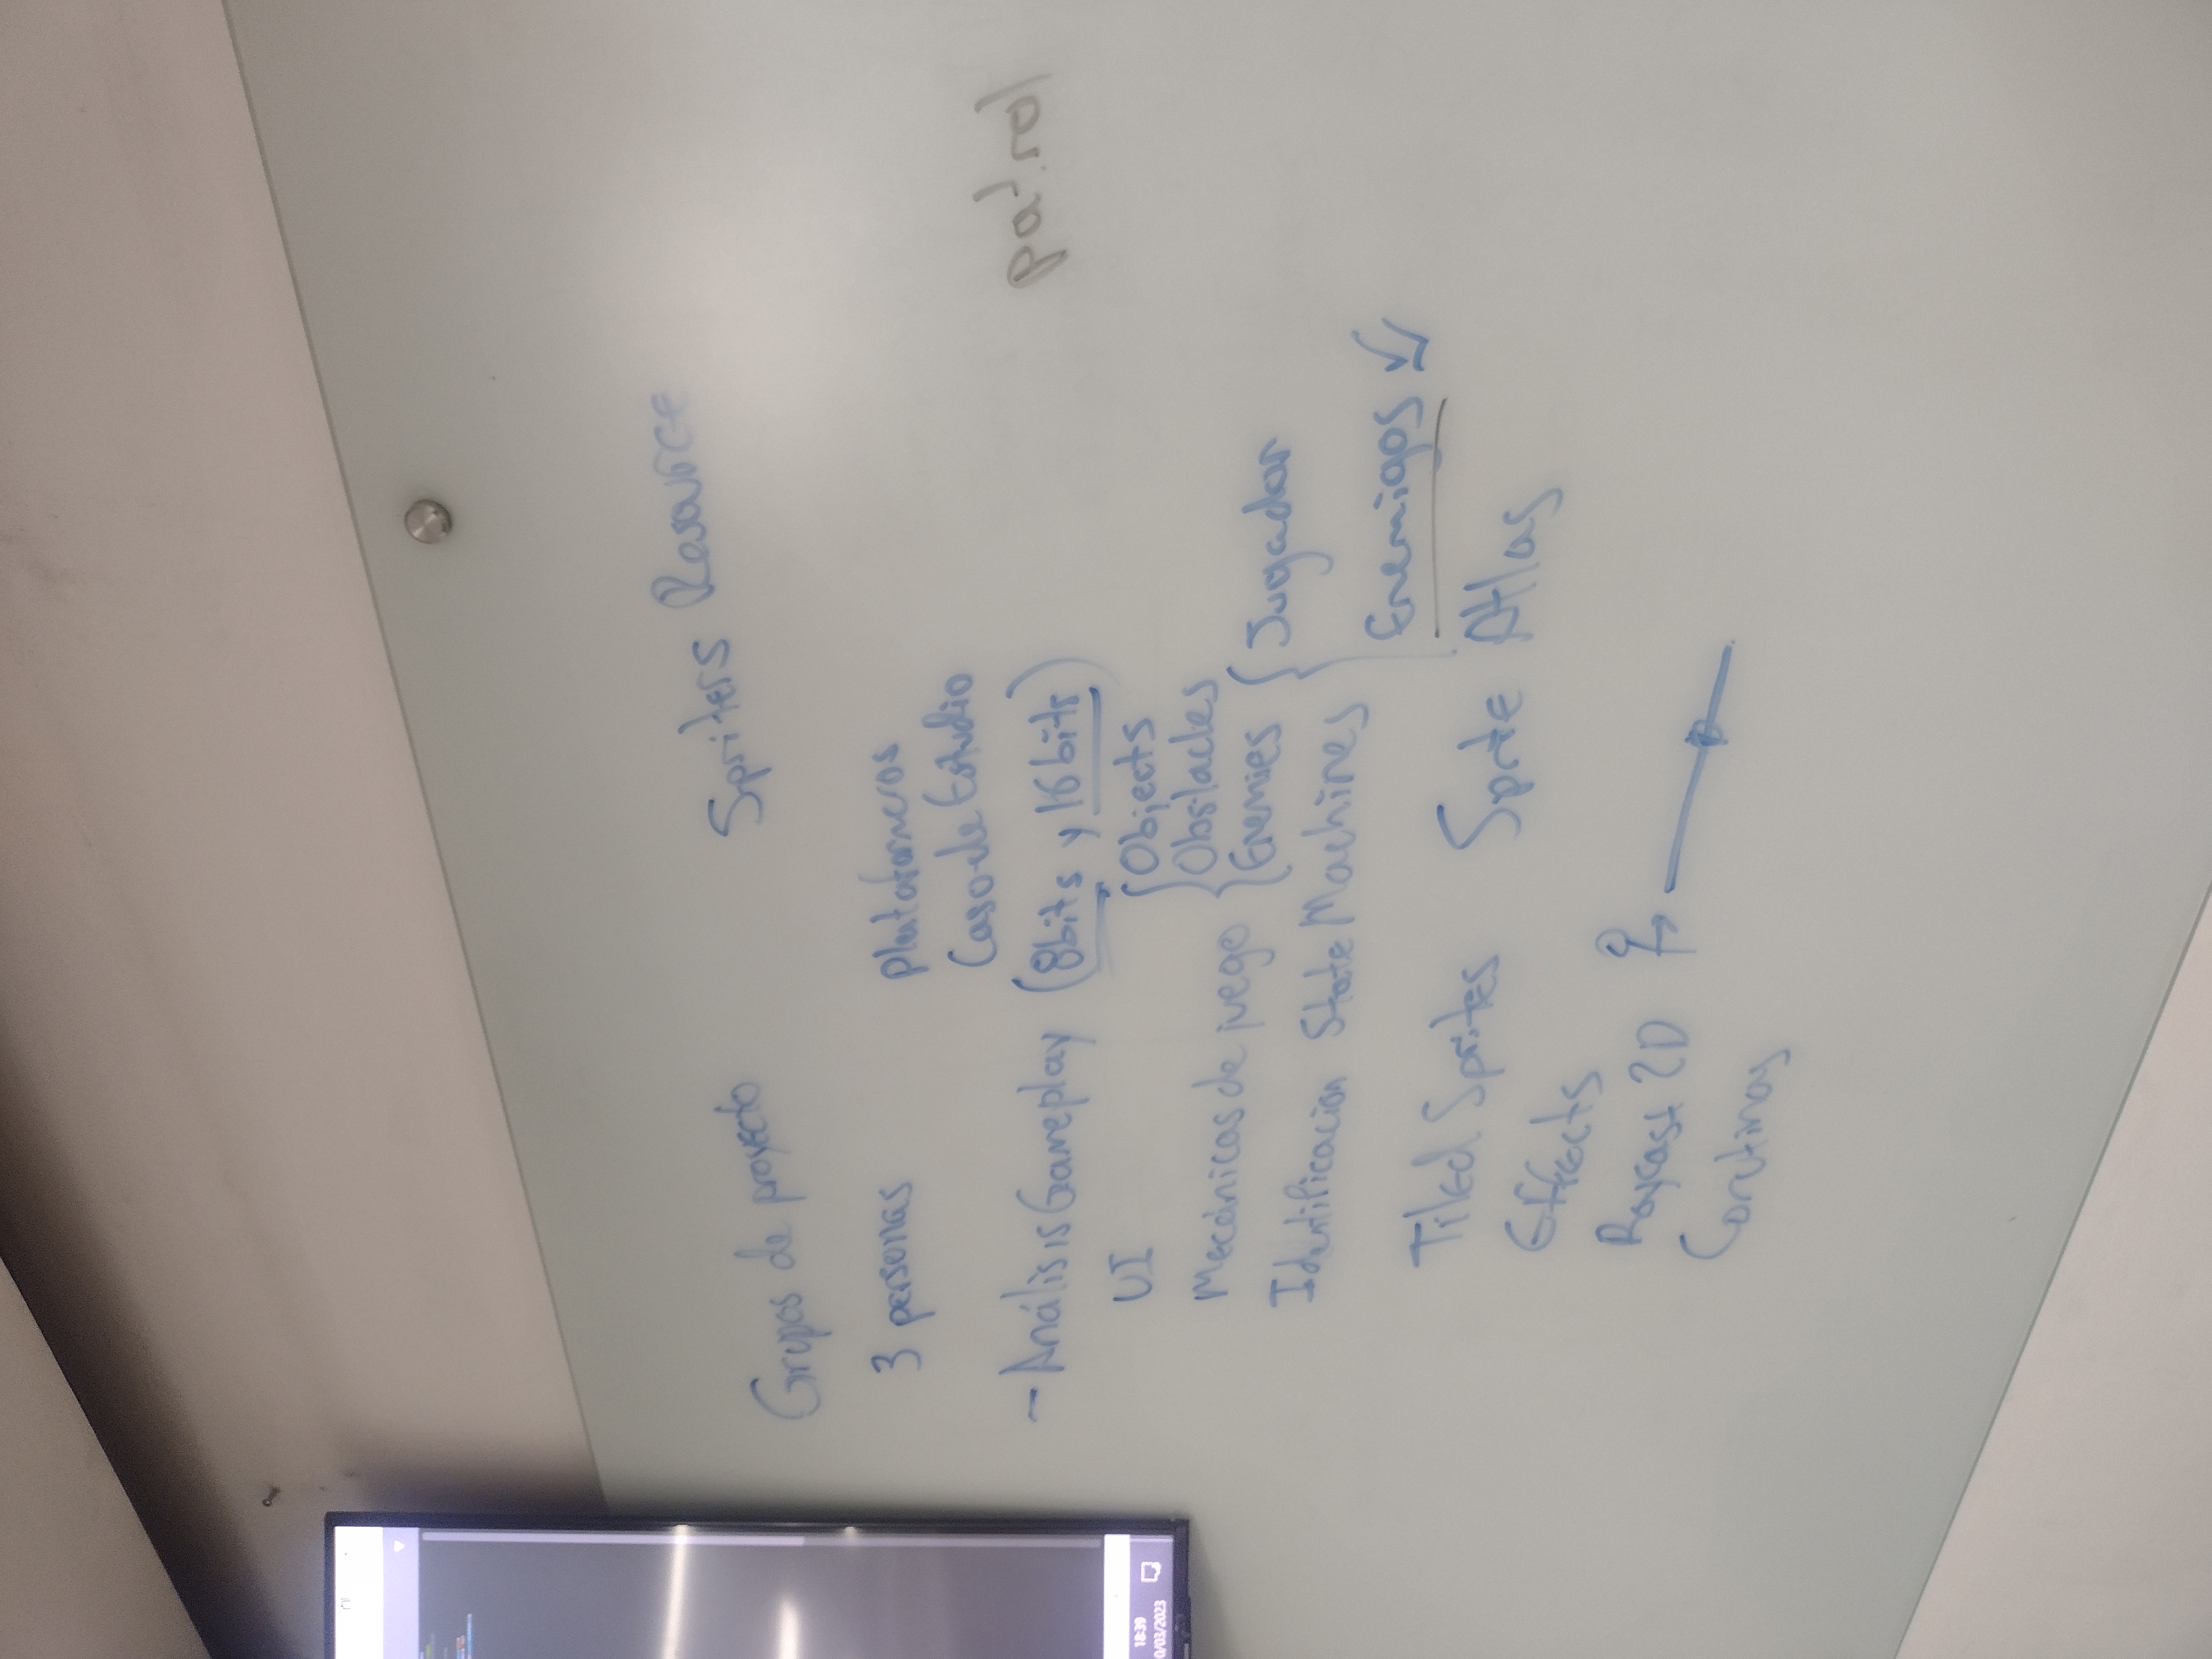 Spriters Resource
Grupos de proyecto
3 personas
Plataformeros
Caso de Estudio
- Análisis Gameplay (8bits y 16 bits)
UI
Mecánicas de juego
Objects
Obstacles
Enemies
Identificacion State Machines
Jugador
Enemigos
Tiled Sprites
Sprite Atlas
Effects
Raycast 2D
Corutinas
patrol
18:39
0/03/2023